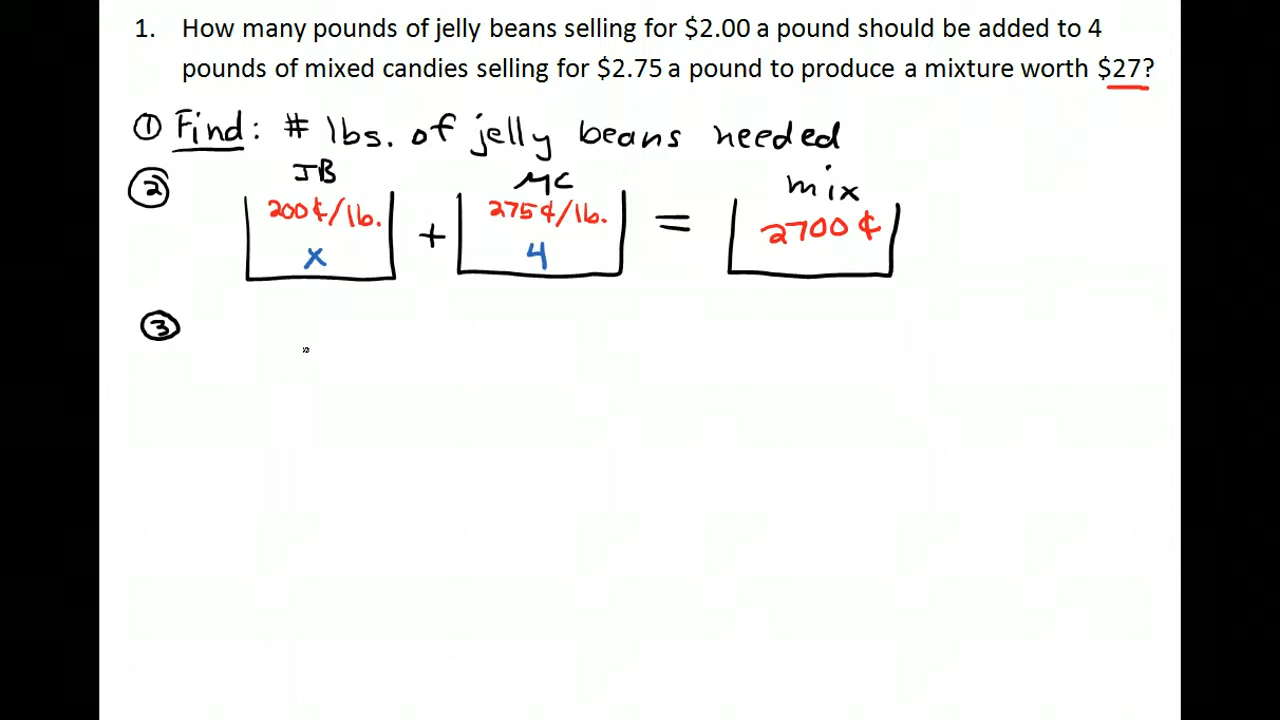 1. How many pounds of jelly beans selling for $2.00 a pound should be added to 4
pounds of mixed candies selling for $2.75 a pound to produce a mixture worth $27?
① Find: # lbs. of jelly beans needed
② JB MC mix
200¢/lb. + 275¢/lb. = 2700¢
x 4
③